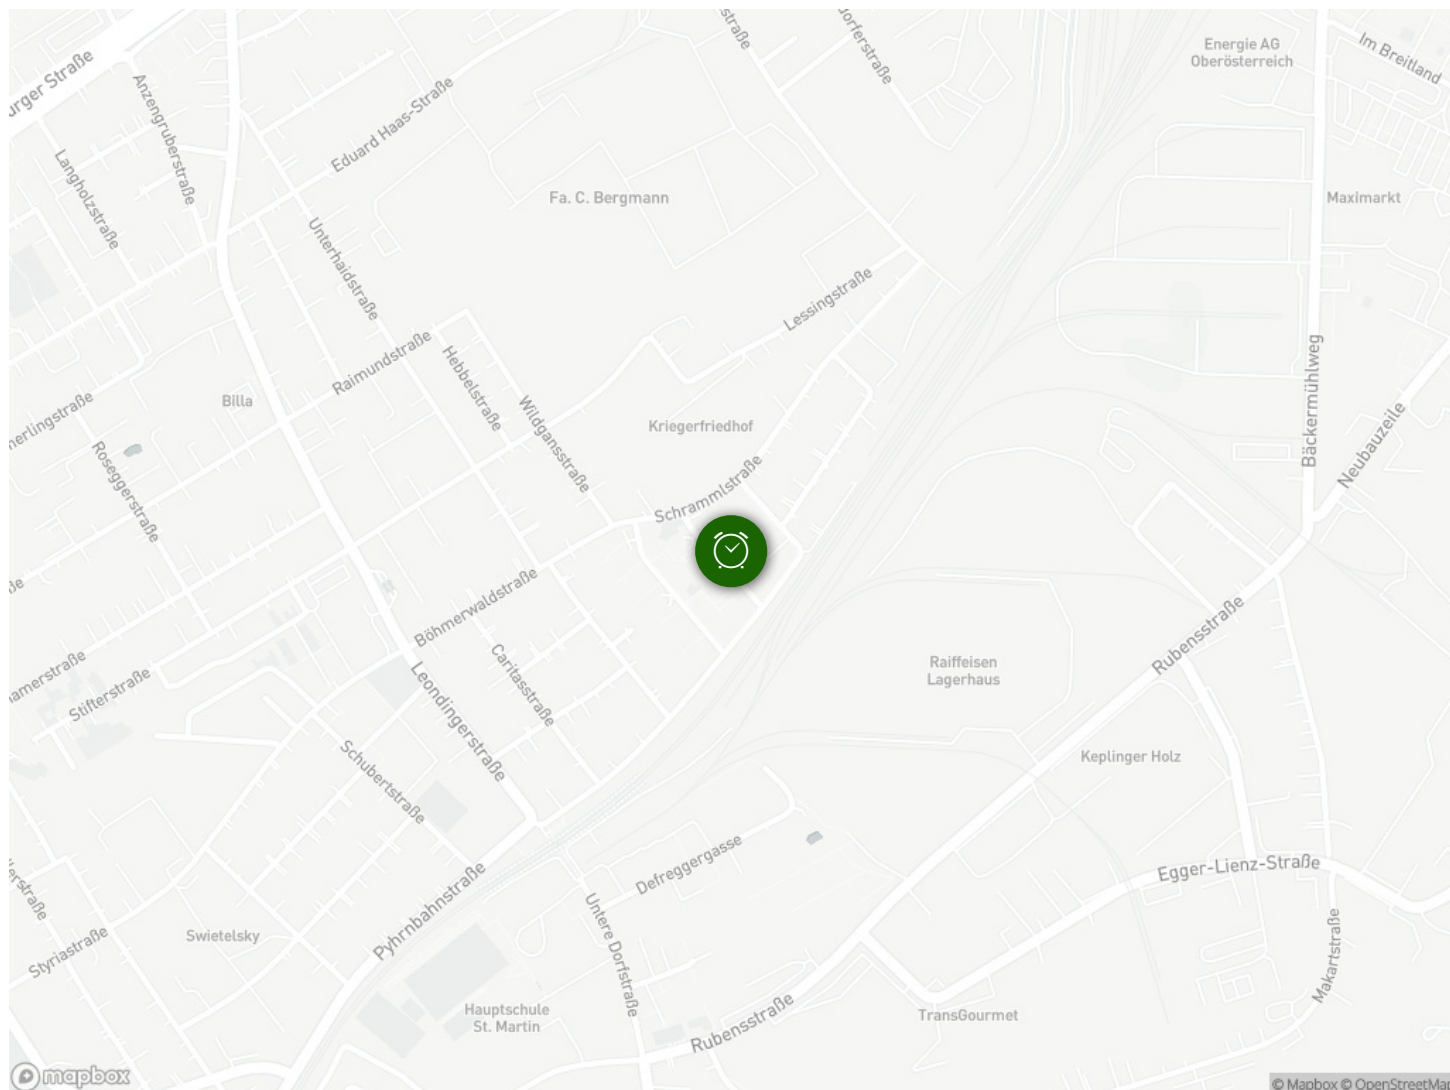 Energie AG
Oberösterreich
Im Breitland
Anzengruberstraße
Eduard Haas-Straße
Langholzstraße
Fa. C. Bergmann
Maximarkt
Unterhaidstraße
Lessingstraße
Raimundstraße
Hebbelstraße
Billa
Wildgansstraße
Kriegerfriedhof
Bäckermühlweg
Neubauzeile
Roseggerstraße
Schrammlstraße
Böhmerwaldstraße
Rubensstraße
Raiffeisen
Lagerhaus
Stifterstraße
Caritasstraße
Leondingerstraße
Schubertstraße
Keplinger Holz
Defreggergasse
Egger-Lienz-Straße
Pyhrnbahnstraße
Untere Dorfstraße
Swietelsky
Styriastraße
Makartstraße
Hauptschule
St. Martin
TransGourmet
Rubensstraße
mapbox
© Mapbox © OpenStreetMap